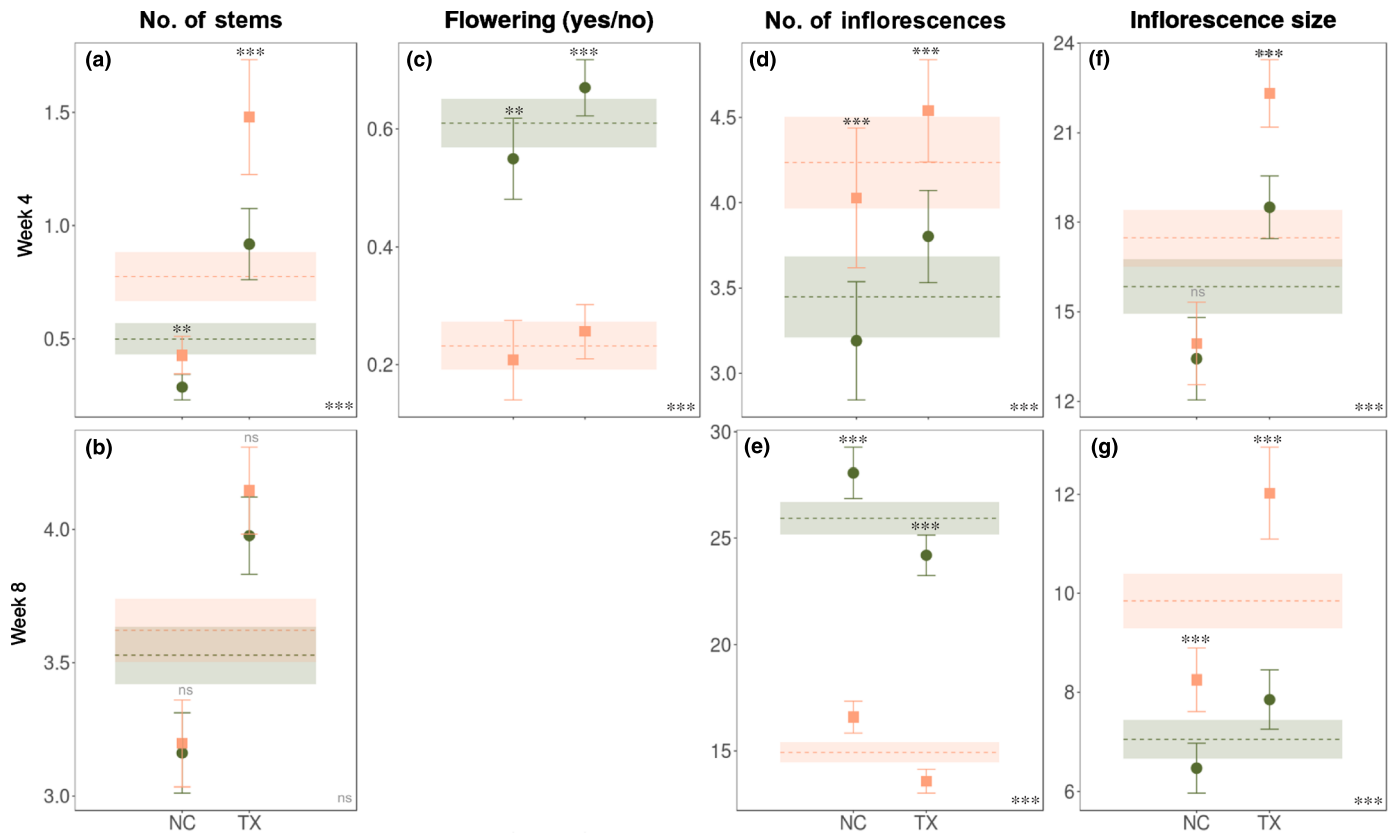 No. of stems
Flowering (yes/no)
No. of inflorescences
Inflorescence size
Week 4
(a)
***
1.5
1.0
0.5
**
***
(c)
***
**
0.6
0.4
0.2
***
(d)
***
***
4.5
4.0
3.5
3.0
***
(f)
***
24
21
18
15
12
ns
***
Week 8
(b)
ns
4.0
3.5
3.0
ns
ns
NC
TX
(e)
***
***
30
25
20
15
***
NC
TX
(g)
***
***
12
10
8
6
***
NC
TX